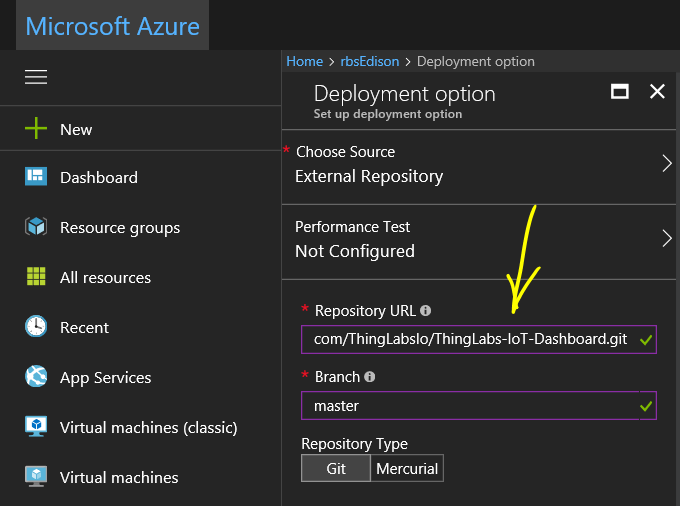 Microsoft Azure
Home > rbsEdison > Deployment option
Deployment option
Set up deployment option
New
Dashboard
Resource groups
All resources
Recent
App Services
Virtual machines (classic)
Virtual machines
* Choose Source
External Repository
Performance Test
Not Configured
* Repository URL
com/ThingLabsIo/ThingLabs-IoT-Dashboard.git
* Branch
master
Repository Type
Git Mercurial